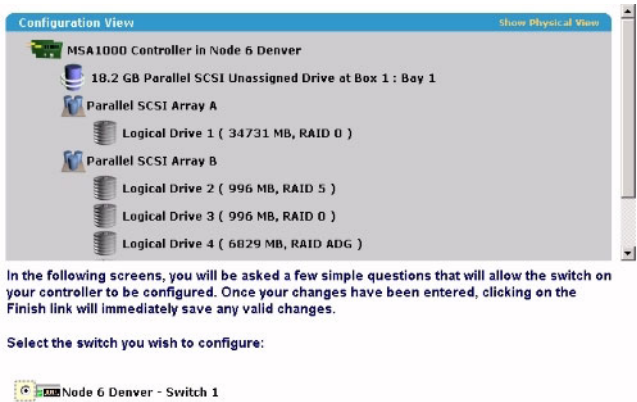 Configuration View
Show Physical View
MSA1000 Controller in Node 6 Denver
18.2 GB Parallel SCSI Unassigned Drive at Box 1 : Bay 1
Parallel SCSI Array A
Logical Drive 1 ( 34731 MB, RAID 0 )
Parallel SCSI Array B
Logical Drive 2 ( 996 MB, RAID 5 )
Logical Drive 3 ( 996 MB, RAID 0 )
Logical Drive 4 ( 6829 MB, RAID ADG )
In the following screens, you will be asked a few simple questions that will allow the switch on
your controller to be configured. Once your changes have been entered, clicking on the
Finish link will immediately save any valid changes.
Select the switch you wish to configure:
Node 6 Denver - Switch 1